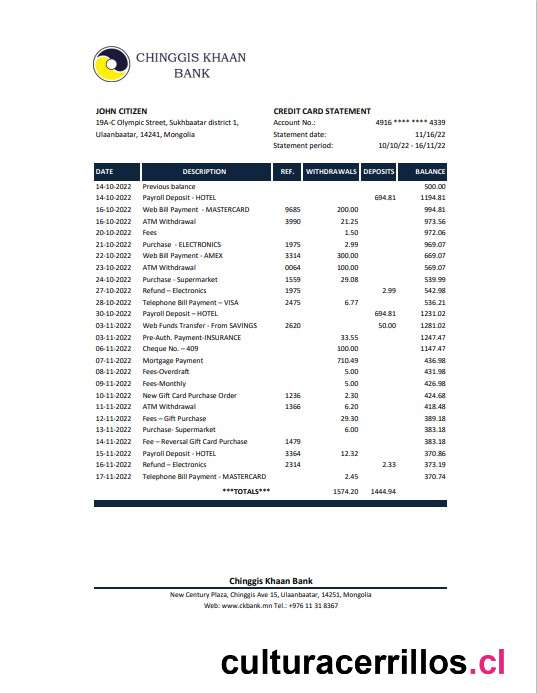 CHINGGIS KHAAN
BANK
JOHN CITIZEN
19A-C Olympic Street, Sukhbaatar district 1,
Ulaanbaatar, 14241, Mongolia
CREDIT CARD STATEMENT
Account No.: 4916 **** **** 4339
Statement date: 11/16/22
Statement period: 10/10/22 - 16/11/22
DATE DESCRIPTION REF. WITHDRAWALS DEPOSITS BALANCE
14-10-2022 Previous balance 500.00
14-10-2022 Payroll Deposit - HOTEL 694.81 1194.81
16-10-2022 Web Bill Payment - MASTERCARD 9685 200.00 994.81
16-10-2022 ATM Withdrawal 3990 21.25 973.56
20-10-2022 Fees 1.50 972.06
21-10-2022 Purchase - ELECTRONICS 1975 2.99 969.07
22-10-2022 Web Bill Payment - AMEX 3314 300.00 669.07
23-10-2022 ATM Withdrawal 0064 100.00 569.07
24-10-2022 Purchase - Supermarket 1559 29.08 539.99
27-10-2022 Refund – Electronics 1975 2.99 542.98
28-10-2022 Telephone Bill Payment – VISA 2475 6.77 536.21
30-10-2022 Payroll Deposit – HOTEL 694.81 1231.02
03-11-2022 Web Funds Transfer - From SAVINGS 2620 50.00 1281.02
03-11-2022 Pre-Auth. Payment-INSURANCE 33.55 1247.47
06-11-2022 Cheque No. – 409 100.00 1147.47
07-11-2022 Mortgage Payment 710.49 436.98
08-11-2022 Fees-Overdraft 5.00 431.98
09-11-2022 Fees-Monthly 5.00 426.98
10-11-2022 New Gift Card Purchase Order 1236 2.30 424.68
11-11-2022 ATM Withdrawal 1366 6.20 418.48
12-11-2022 Fees – Gift Purchase 29.30 389.18
13-11-2022 Purchase- Supermarket 6.00 383.18
14-11-2022 Fee – Reversal Gift Card Purchase 1479 383.18
15-11-2022 Payroll Deposit - HOTEL 3364 12.32 370.86
16-11-2022 Refund – Electronics 2314 2.33 373.19
17-11-2022 Telephone Bill Payment - MASTERCARD 2.45 370.74
***TOTALS*** 1574.20 1444.94
Chinggis Khaan Bank
New Century Plaza, Chinggis Ave 15, Ulaanbaatar, 14251, Mongolia
Web: www.ckbank.mn Tel.: +976 11 31 8367
culturacerrillos.cl